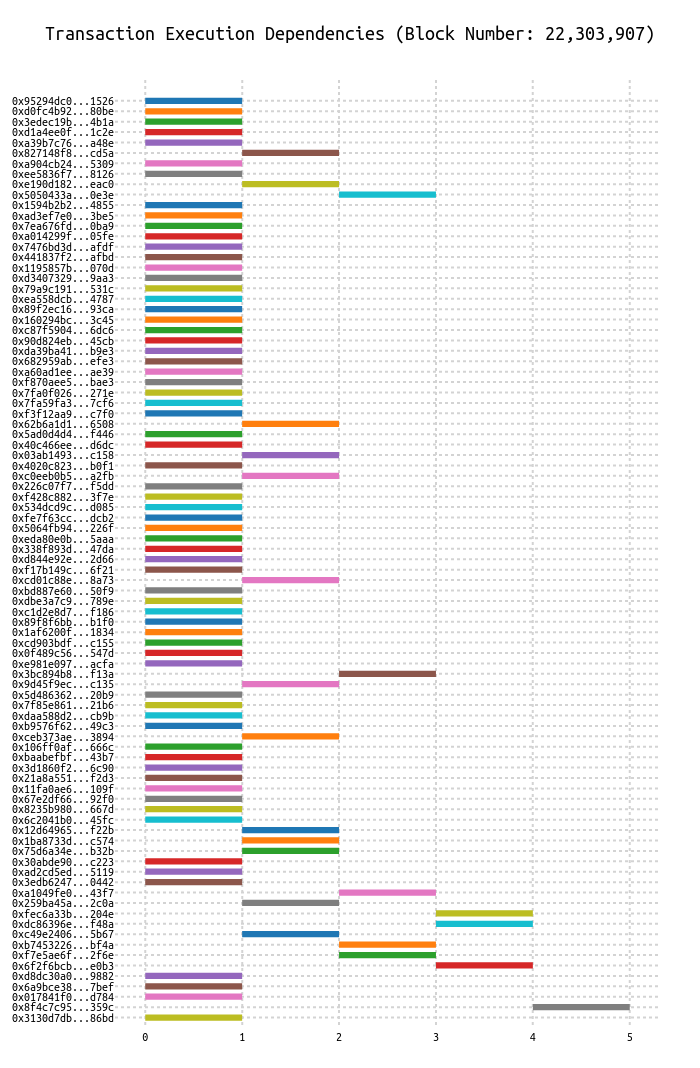 Transaction Execution Dependencies (Block Number: 22,303,907)
0x95294dc0...1526
0xd0fc4b92...80be
0x3edec19b...4b1a
0xd1a4ee0f...1c2e
0xa39b7c76...a48e
0x827148f8...cd5a
0xa904cb24...5309
0xee5836f7...8126
0xe190d182...eac0
0x5050433a...0e3e
0x1594b2b2...4855
0xad3ef7e0...3be5
0x7ea676fd...0ba9
0xa014299f...05fe
0x7476bd3d...afdf
0x441837f2...afbd
0x1195857b...070d
0xd3407329...9aa3
0x79a9c191...531c
0xea558dcb...4787
0x89f2ec16...93ca
0x160294bc...3c45
0xc87f5904...6dc6
0x90d824eb...45cb
0xda39ba41...b9e3
0x682959ab...efe3
0xa60ad1ee...ae39
0xf870aee5...bae3
0x7fa0f026...271e
0x7fa59fa3...7cf6
0xf3f12aa9...c7f0
0x62b6a1d1...6508
0x5ad0d4d4...f446
0x40c466ee...d6dc
0x03ab1493...c158
0x4020c823...b0f1
0xc0eeb0b5...a2fb
0x226c07f7...f5dd
0xf428c882...3f7e
0x534dcd9c...d085
0xfe7f63cc...dcb2
0x5064fb94...226f
0xeda80e0b...5aaa
0x338f893d...47da
0xd844e92e...2d66
0xf17b149c...6f21
0xcd01c88e...8a73
0xbd887e60...50f9
0xdbe3a7c9...789e
0xc1d2e8d7...f186
0x89f8f6bb...b1f0
0x1af6200f...1834
0xcd903bdf...c155
0x0f489c56...547d
0xe981e097...acfa
0x3bc894b8...f13a
0x9d45f9ec...c135
0x5d486362...20b9
0x7f85e861...21b6
0xdaa588d2...cb9b
0xb9576f62...49c3
0xceb373ae...3894
0x106ff0af...666c
0xbaabefbf...43b7
0x3d1860f2...6c90
0x21a8a551...f2d3
0x11fa0ae6...109f
0x67e2df66...92f0
0x8235b980...667d
0x6c2041b0...45fc
0x12d64965...f22b
0x1ba8733d...c574
0x75d6a34e...b32b
0x30abde90...c223
0xad2cd5ed...5119
0x3edb6247...0442
0xa1049fe0...43f7
0x259ba45a...2c0a
0xfec6a33b...204e
0xdc86396e...f48a
0xc49e2406...5b67
0xb7453226...bf4a
0xf7e5ae6f...2f6e
0x6f2f6bcb...e0b3
0xd8dc30a0...9882
0x6a9bce38...7bef
0x017841f0...d784
0x8f4c7c95...359c
0x3130d7db...86bd
0 1 2 3 4 5